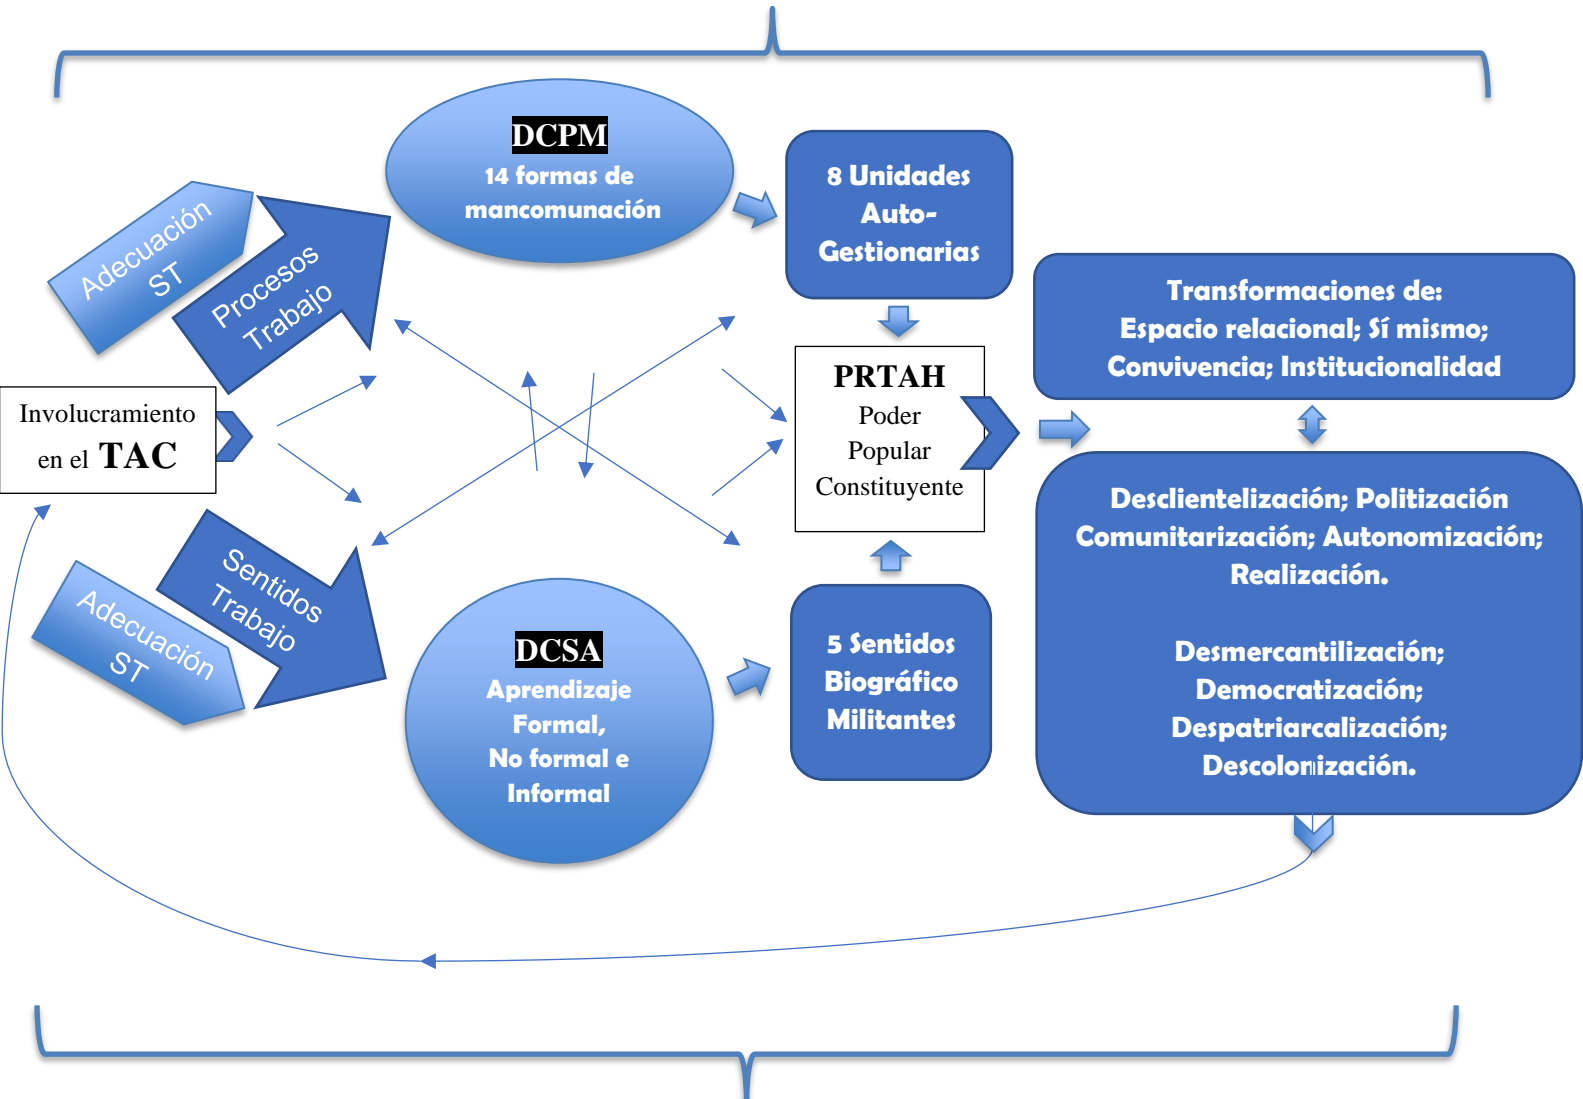 DCPM
14 formas de
mancomunación
8 Unidades
Auto-
Gestionarias
Adecuación
ST
Procesos
Trabajo
Transformaciones de:
Espacio relacional; Sí mismo;
Convivencia; Institucionalidad
Involucramiento
en el TAC
PRTAH
Poder
Popular
Constituyente
Desclientelización; Politización
Comunitarización; Autonomización;
Realización.
Desmercantilización;
Democratización;
Despatriarcalización;
Descolonización.
Sentidos
Trabajo
Adecuación
ST
DCSA
Aprendizaje
Formal,
No formal e
Informal
5 Sentidos
Biográfico
Militantes